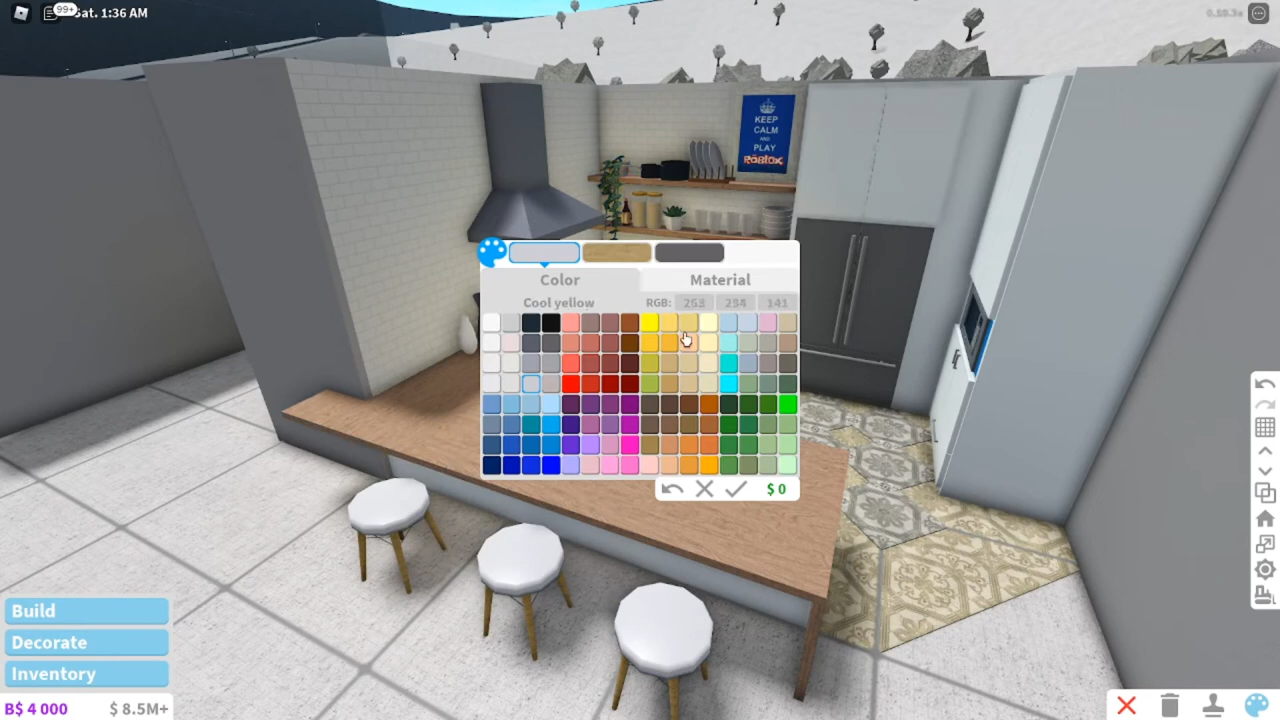 99+
Sat. 1:36 AM
KEEP
CALM
AND
PLAY
ROBLOX
Color
Material
Cool yellow
RGB: 253 234 141
$ 0
Build
Decorate
Inventory
B$ 4 000
$ 8.5M+